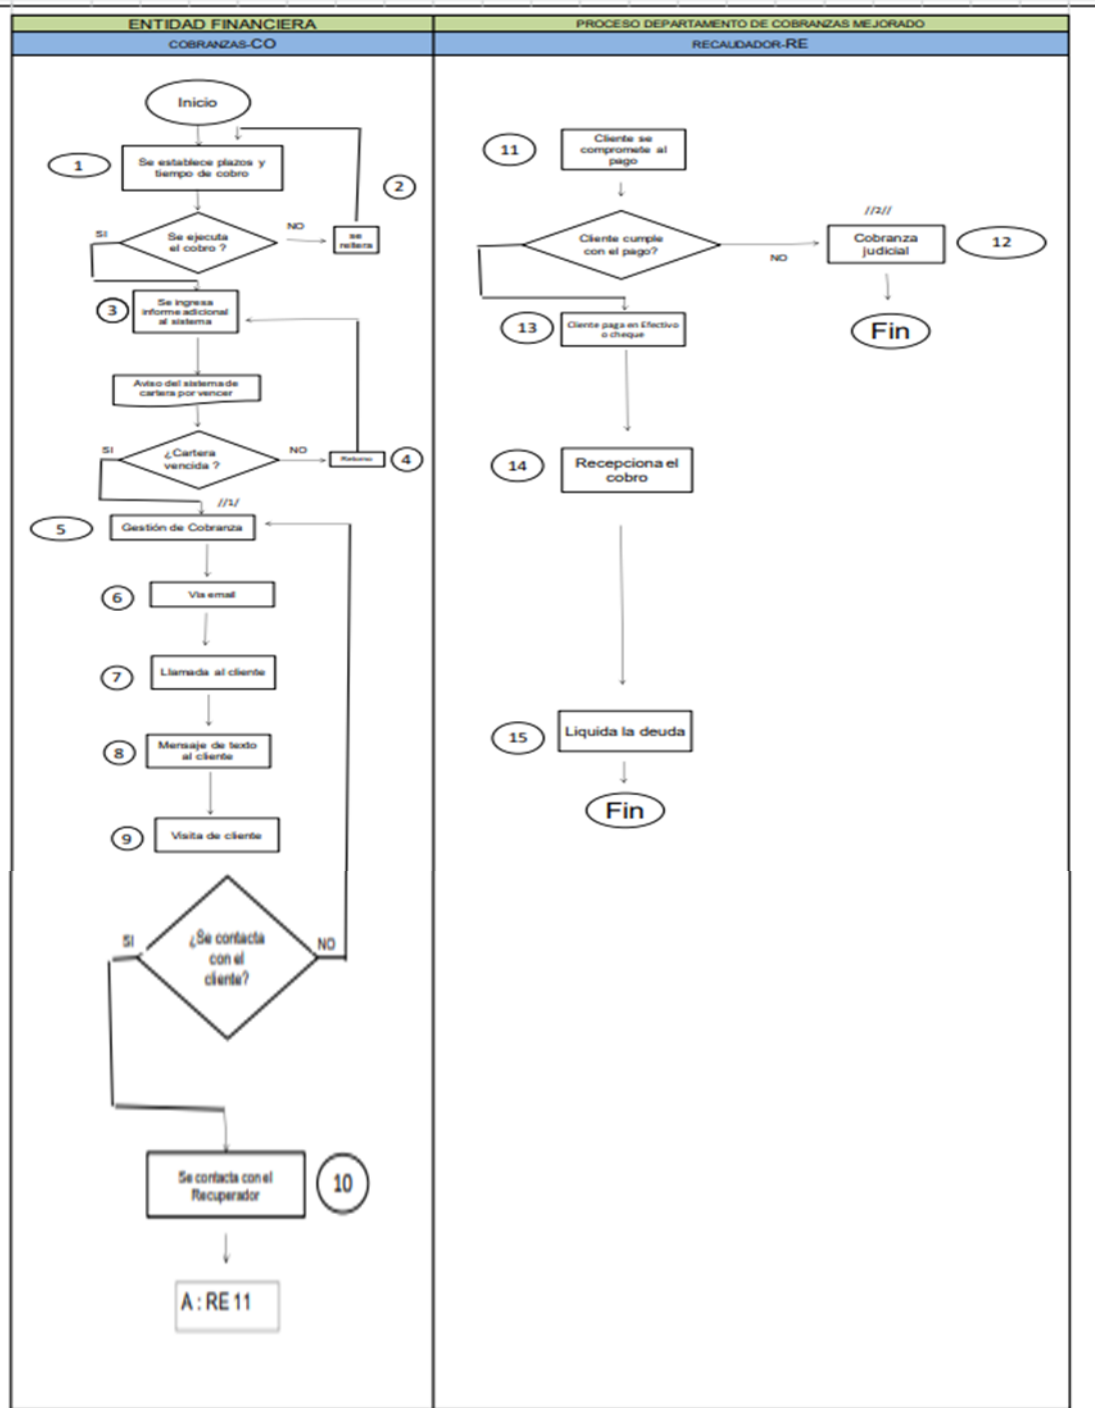 ENTIDAD FINANCIERA
PROCESO DEPARTAMENTO DE COBRANZAS MEJORADO
COBRANZAS-CO
RECAUDADOR-RE
Inicio
1
Se establece plazos y
tiempo de cobro
2
SI
Se ejecuta
el cobro ?
NO
se
reitera
3
Se ingresa
informe adicional
al sistema
Aviso del sistema de
cartera por vencer
SI
¿Cartera
vencida ?
NO
Retorno
4
//1/
5
Gestión de Cobranza
6
Via email
7
Llamada al cliente
8
Mensaje de texto
al cliente
9
Visita de cliente
SI
¿Se contacta
con el
cliente?
NO
Se contacta con el
Recuperador
10
A : RE 11
11
Cliente se
compromete al
pago
Cliente cumple
con el pago?
NO
//2//
Cobranza
judicial
12
Fin
13
Cliente paga en Efectivo
o cheque
14
Recepciona el
cobro
15
Liquida la deuda
Fin